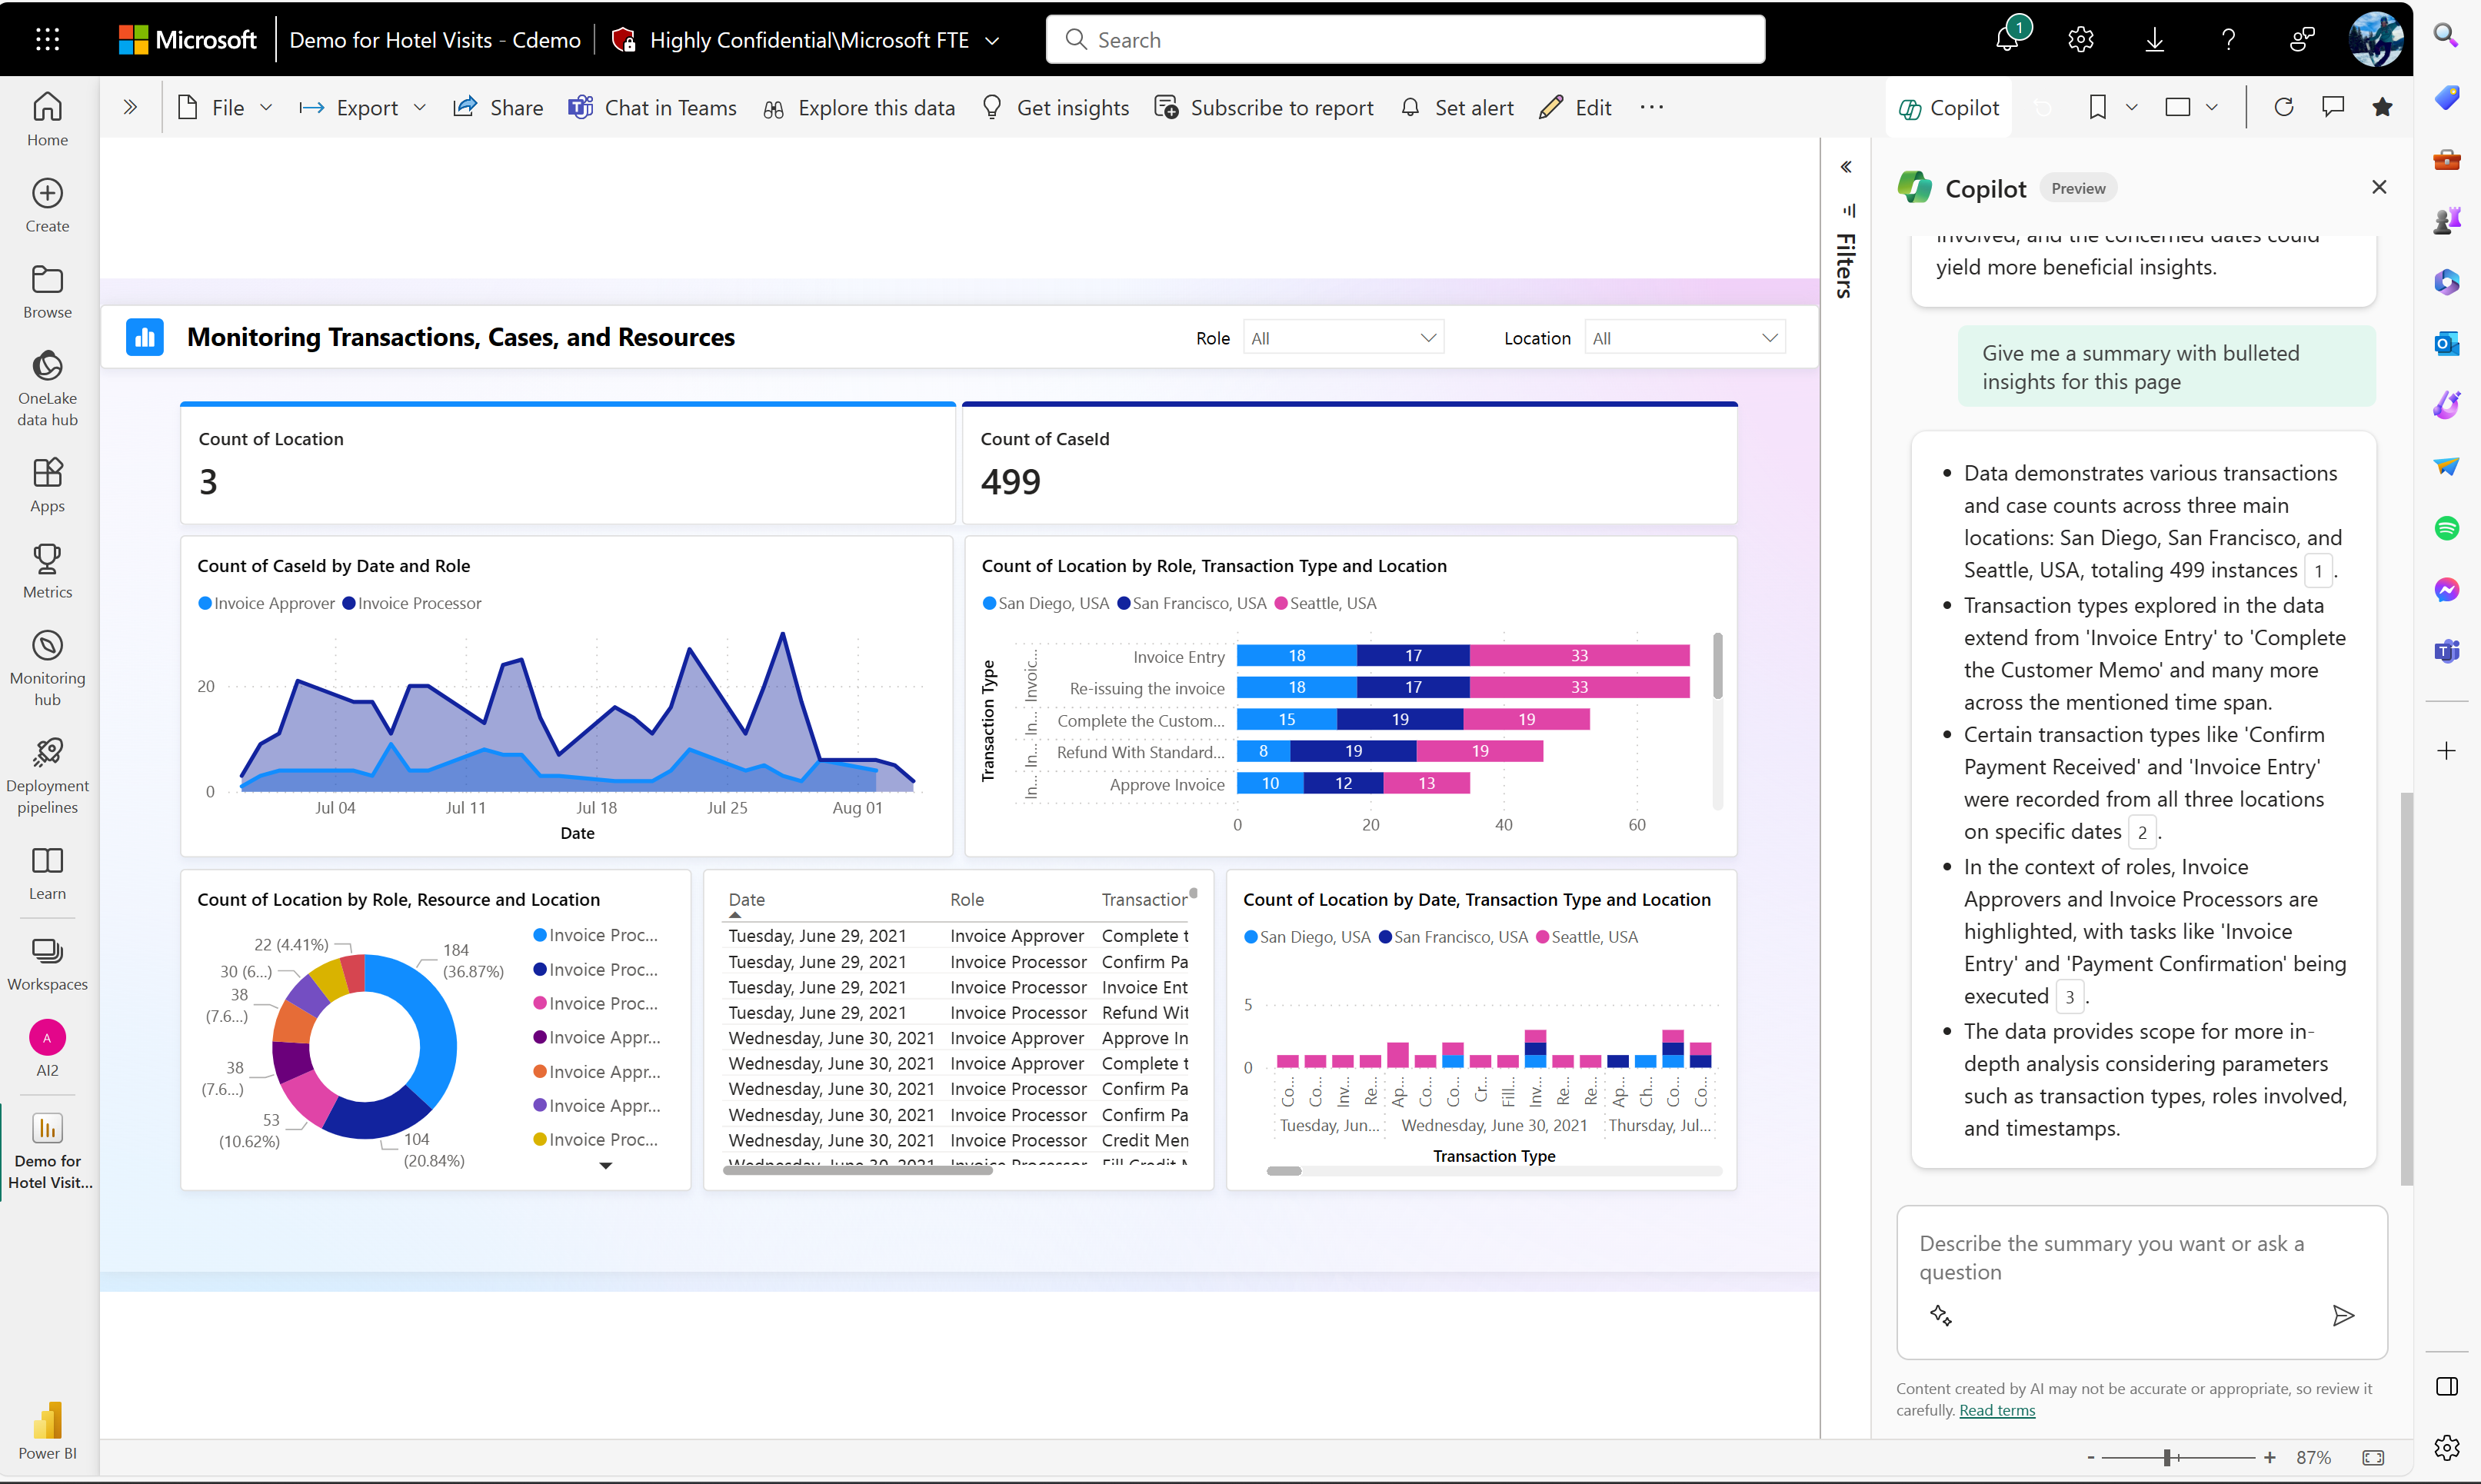 Microsoft
Demo for Hotel Visits - Cdemo
Highly Confidential\Microsoft FTE
Search
1
Home
Create
Browse
OneLake
data hub
Apps
Metrics
Monitoring
hub
Deployment
pipelines
Learn
Workspaces
A
AI2
Demo for
Hotel Visit...
Power BI
File
Export
Share
Chat in Teams
Explore this data
Get insights
Subscribe to report
Set alert
Edit
Copilot
Monitoring Transactions, Cases, and Resources
Role
All
Location
All
Count of Location
3
Count of CaseId
499
Count of CaseId by Date and Role
Invoice Approver
Invoice Processor
20
0
Jul 04
Jul 11
Jul 18
Jul 25
Aug 01
Date
Count of Location by Role, Transaction Type and Location
San Diego, USA
San Francisco, USA
Seattle, USA
Transaction Type
Invoic...
In...
In...
In...
Invoice Entry
18
17
33
Re-issuing the invoice
18
17
33
Complete the Custom...
15
19
19
Refund With Standard...
8
19
19
Approve Invoice
10
12
13
0
20
40
60
Count of Location by Role, Resource and Location
184
(36.87%)
104
(20.84%)
53
(10.62%)
38
(7.6...)
38
(7.6...)
30 (6...)
22 (4.41%)
Invoice Proc...
Invoice Proc...
Invoice Proc...
Invoice Appr...
Invoice Appr...
Invoice Appr...
Invoice Proc...
Date
Role
Transaction
Tuesday, June 29, 2021 Invoice Approver Complete t
Tuesday, June 29, 2021 Invoice Processor Confirm Pa
Tuesday, June 29, 2021 Invoice Processor Invoice Ent
Tuesday, June 29, 2021 Invoice Processor Refund Wit
Wednesday, June 30, 2021 Invoice Approver Approve In
Wednesday, June 30, 2021 Invoice Approver Complete t
Wednesday, June 30, 2021 Invoice Processor Confirm Pa
Wednesday, June 30, 2021 Invoice Processor Confirm Pa
Wednesday, June 30, 2021 Invoice Processor Credit Men
Wednesday, June 30, 2021 Invoice Processor Fill Credit M
Count of Location by Date, Transaction Type and Location
San Diego, USA
San Francisco, USA
Seattle, USA
5
0
Co...
Co...
Inv...
Re...
Ap...
Co...
Co...
Cr...
Fill...
Inv...
Re...
Re...
Ap...
Ch...
Co...
Co...
Tuesday, Jun...
Wednesday, June 30, 2021
Thursday, Jul...
Transaction Type
Filters
Copilot
Preview
involved, and the concerned dates could
yield more beneficial insights.
Give me a summary with bulleted
insights for this page
• Data demonstrates various transactions
and case counts across three main
locations: San Diego, San Francisco, and
Seattle, USA, totaling 499 instances 1.
• Transaction types explored in the data
extend from 'Invoice Entry' to 'Complete
the Customer Memo' and many more
across the mentioned time span.
• Certain transaction types like 'Confirm
Payment Received' and 'Invoice Entry'
were recorded from all three locations
on specific dates 2.
• In the context of roles, Invoice
Approvers and Invoice Processors are
highlighted, with tasks like 'Invoice
Entry' and 'Payment Confirmation' being
executed 3.
• The data provides scope for more in-
depth analysis considering parameters
such as transaction types, roles involved,
and timestamps.
Describe the summary you want or ask a
question
Content created by AI may not be accurate or appropriate, so review it
carefully. Read terms
- + 87%